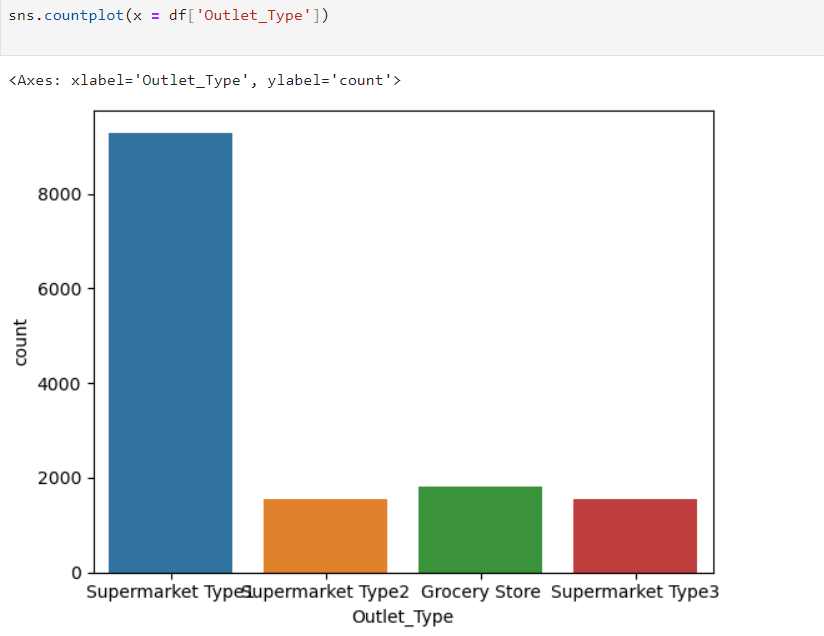 sns.countplot(x = df['Outlet_Type'])
<Axes: xlabel='Outlet_Type', ylabel='count'>
8000
6000
4000
2000
0
count
Supermarket Type1 Supermarket Type2 Grocery Store Supermarket Type3
Outlet_Type